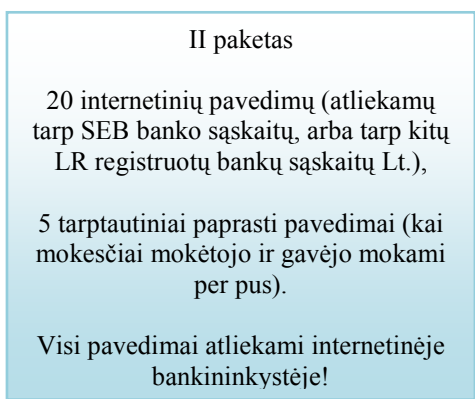 II paketas
20 internetinių pavedimų (atliekamų
tarp SEB banko sąskaitų, arba tarp kitų
LR registruotų bankų sąskaitų Lt.),
5 tarptautiniai paprasti pavedimai (kai
mokesčiai mokėtojo ir gavėjo mokami
per pus).
Visi pavedimai atliekami internetinėje
bankininkystėje!